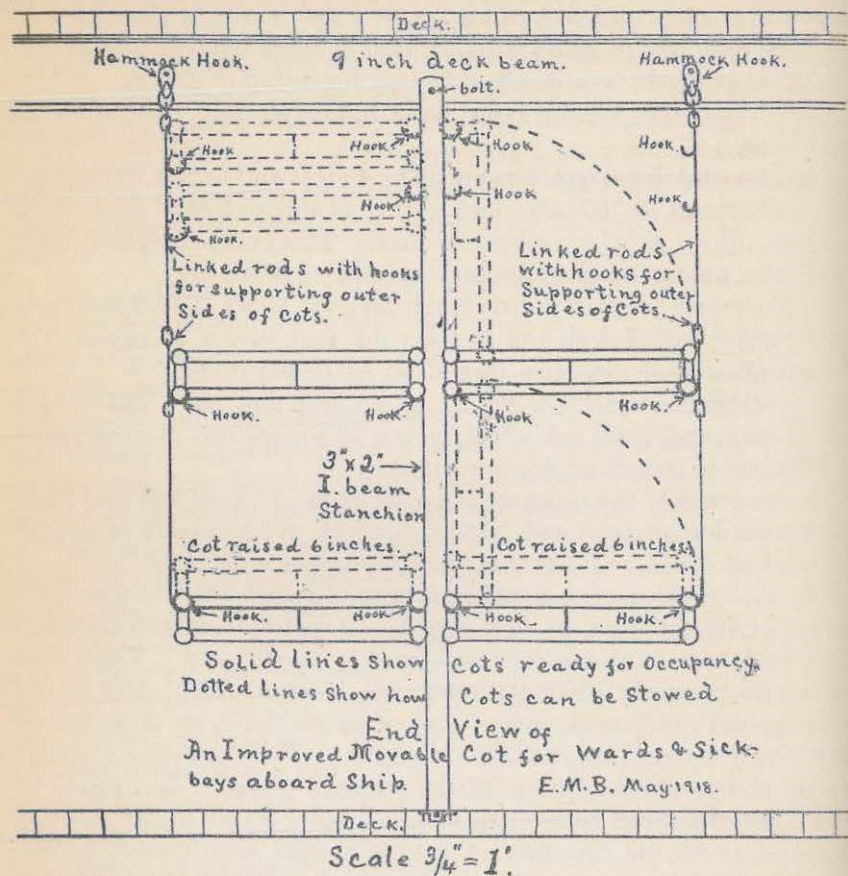 Deck.
Hammock Hook.
9 inch deck beam.
Hammock Hook.
bolt.
Hook
Hook
Hook
Hook
Hook
Hook
Hook
Hook.
Linked rods with hooks
for supporting outer
Sides of Cots.
Linked rods
with hooks for
Supporting outer
Sides of Cots.
Hook.
Hook.
Hook
Hook.
3"x2"
I. beam
Stanchion
Cot raised 6 inches.
Cot raised 6 inches.
Hook.
Hook.
Hook.
Hook.
Solid lines Show Cots ready for Occupancy.
Dotted lines Show how Cots can be Stowed
End View of
An Improved Movable Cot for Wards & Sick-
bays aboard Ship.
E.M.B. May 1918.
Deck.
Scale 3/4" = 1'.